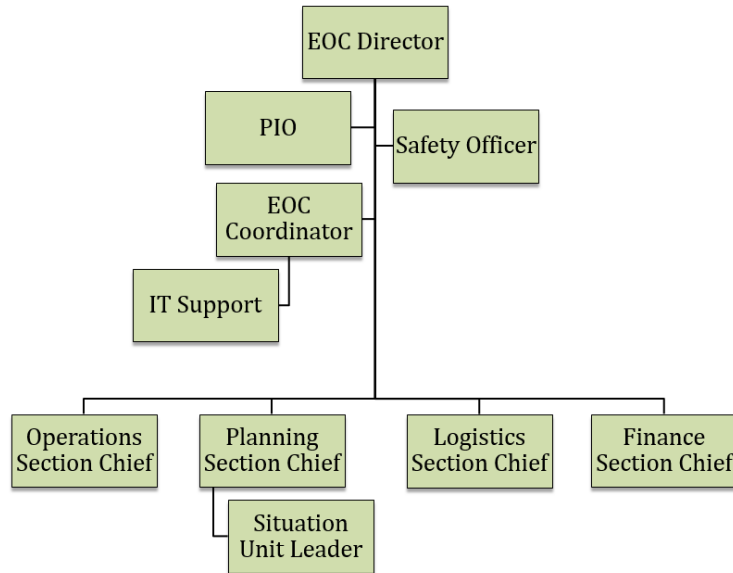 EOC Director
PIO
Safety Officer
EOC
Coordinator
IT Support
Operations
Section Chief
Planning
Section Chief
Logistics
Section Chief
Finance
Section Chief
Situation
Unit Leader